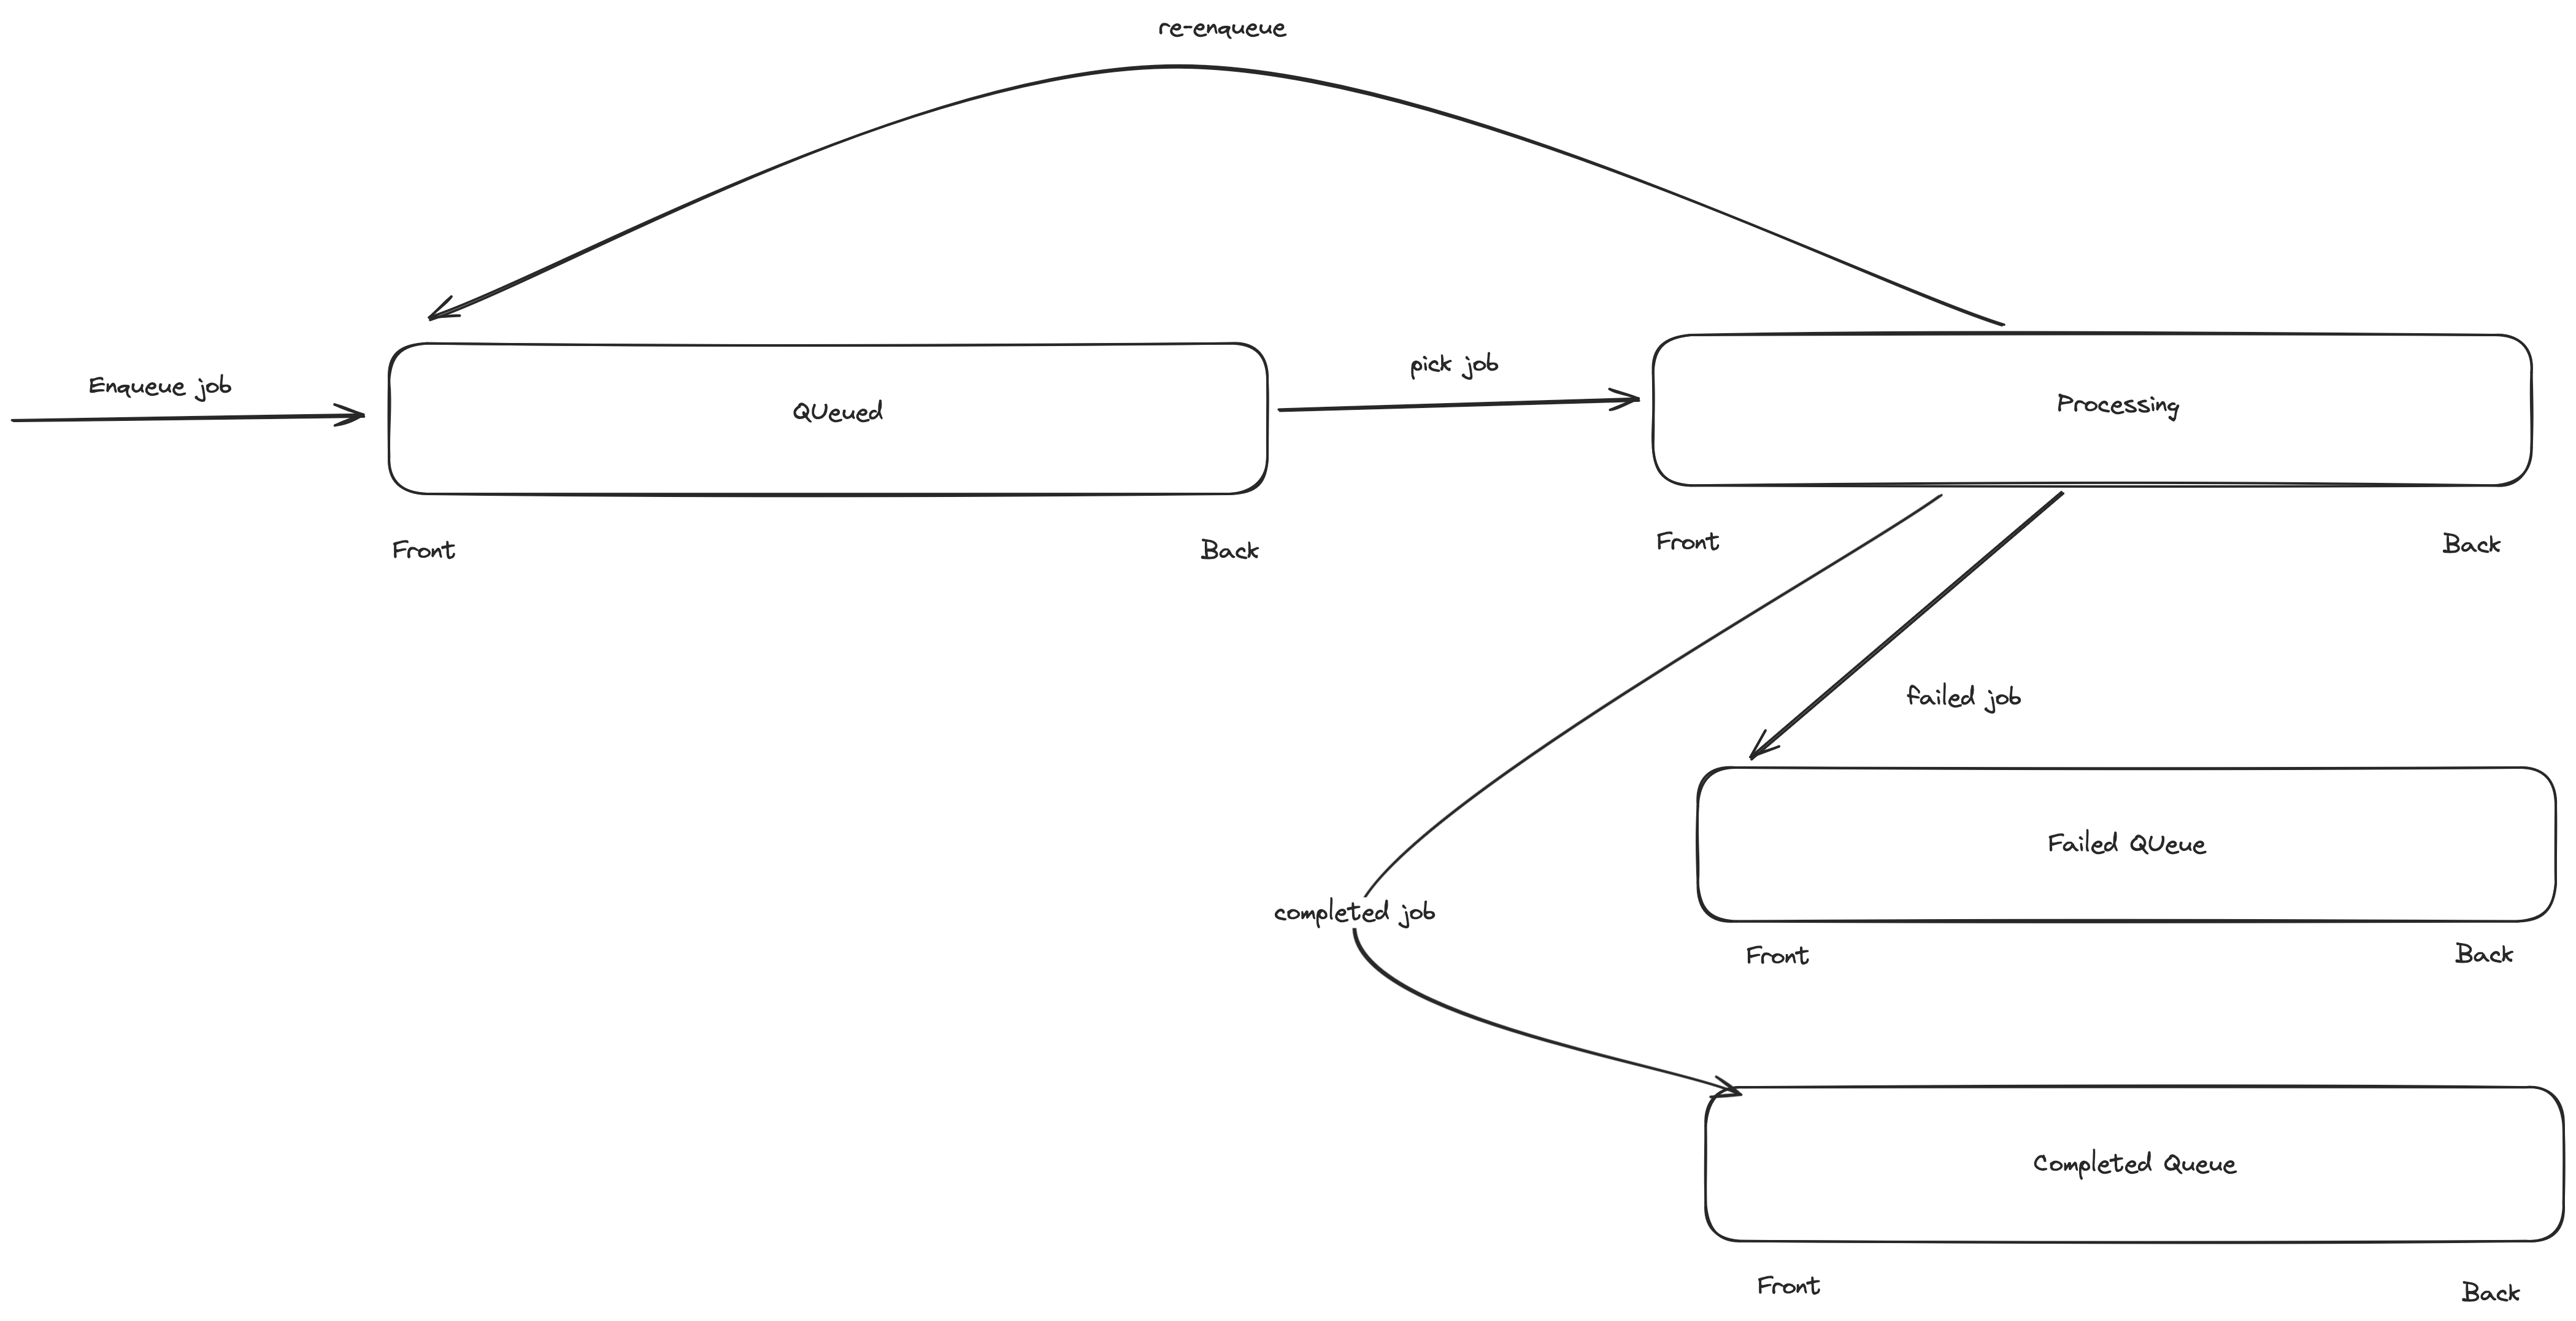 re-enqueue
Enqueue job
QUeued
pick job
Processing
Front
Back
Front
Back
failed job
Failed QUeue
completed job
Front
Back
Completed Queue
Front
Back